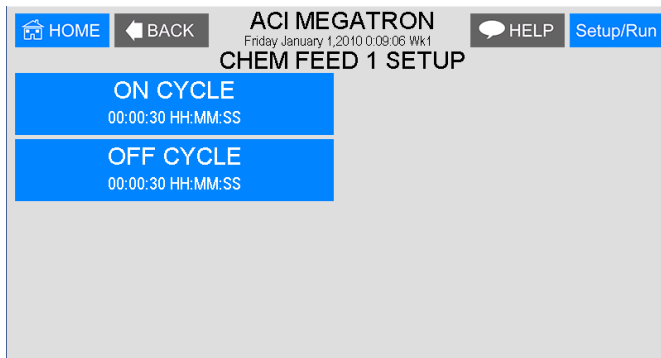 HOME
BACK
ACI MEGATRON
Friday January 1,2010 0:09:06 Wk1
HELP
Setup/Run
CHEM FEED 1 SETUP
ON CYCLE
00:00:30 HH:MM:SS
OFF CYCLE
00:00:30 HH:MM:SS